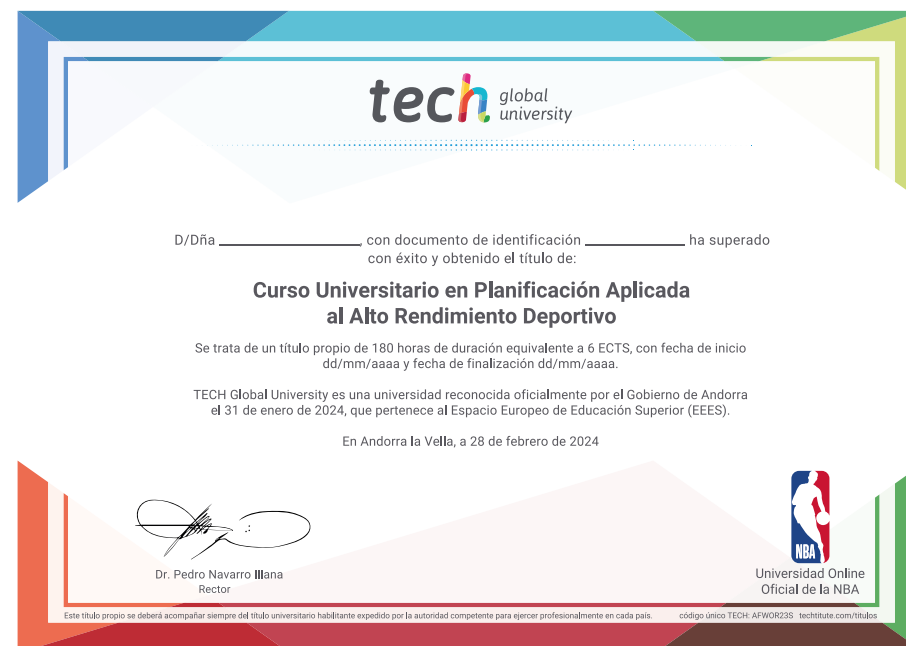 tech global university
D/Dña ____________________, con documento de identificación ______________ ha superado
con éxito y obtenido el título de:
Curso Universitario en Planificación Aplicada
al Alto Rendimiento Deportivo
Se trata de un título propio de 180 horas de duración equivalente a 6 ECTS, con fecha de inicio
dd/mm/aaaa y fecha de finalización dd/mm/aaaa.
TECH Global University es una universidad reconocida oficialmente por el Gobierno de Andorra
el 31 de enero de 2024, que pertenece al Espacio Europeo de Educación Superior (EEES).
En Andorra la Vella, a 28 de febrero de 2024
Dr. Pedro Navarro Illana
Rector
NBA
Universidad Online
Oficial de la NBA
Este título propio se deberá acompañar siempre del título universitario habilitante expedido por la autoridad competente para ejercer profesionalmente en cada país. código único TECH: AFWOR23S techtitute.com/titulos